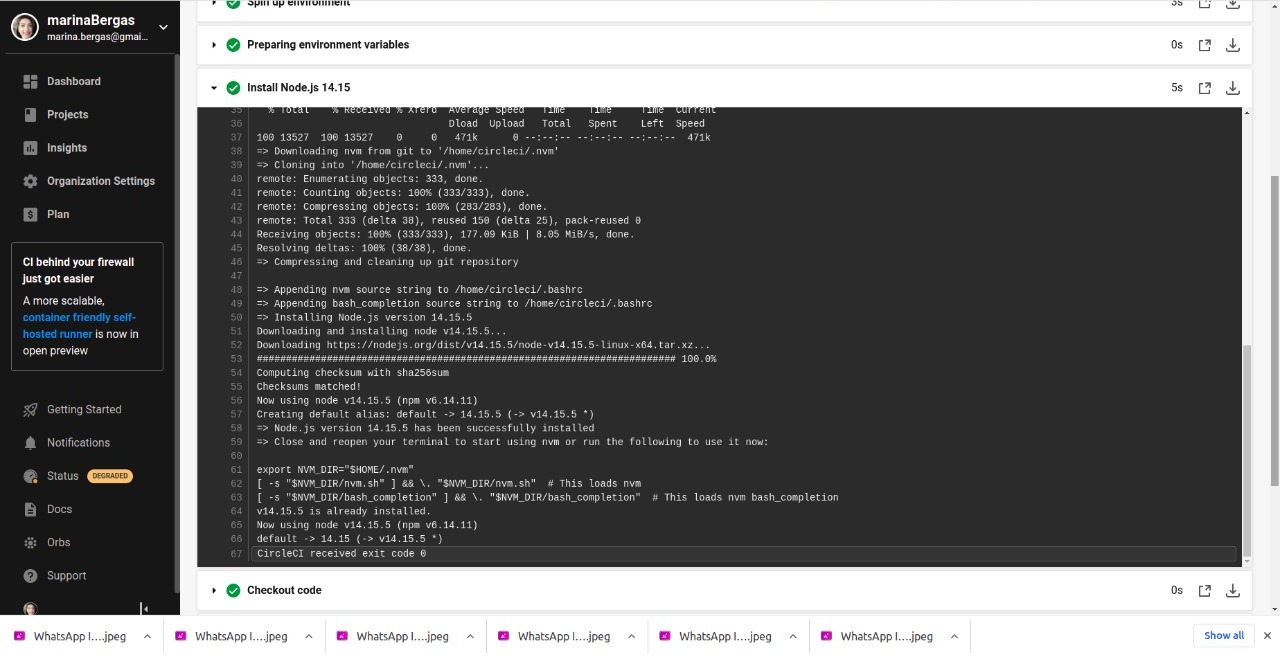 marinaBergas
marina.bergas@gmai...
Dashboard
Projects
Insights
Organization Settings
Plan
CI behind your firewall
just got easier
A more scalable,
container friendly self-
hosted runner is now in
open preview
Getting Started
Notifications
Status DEGRADED
Docs
Orbs
Support
Spin up environment 3s
Preparing environment variables 0s
Install Node.js 14.15 5s
35 % Total % Received % Xferd Average Speed Time Time Time Current
36 Dload Upload Total Spent Left Speed
37 100 13527 100 13527 0 0 471k 0 --:--:-- --:--:-- --:--:-- 471k
38 => Downloading nvm from git to '/home/circleci/.nvm'
39 => Cloning into '/home/circleci/.nvm'...
40 remote: Enumerating objects: 333, done.
41 remote: Counting objects: 100% (333/333), done.
42 remote: Compressing objects: 100% (283/283), done.
43 remote: Total 333 (delta 38), reused 150 (delta 25), pack-reused 0
44 Receiving objects: 100% (333/333), 177.09 KiB | 8.05 MiB/s, done.
45 Resolving deltas: 100% (38/38), done.
46 => Compressing and cleaning up git repository
47
48 => Appending nvm source string to /home/circleci/.bashrc
49 => Appending bash_completion source string to /home/circleci/.bashrc
50 => Installing Node.js version 14.15.5
51 Downloading and installing node v14.15.5...
52 Downloading https://nodejs.org/dist/v14.15.5/node-v14.15.5-linux-x64.tar.xz...
53 ######################################################################## 100.0%
54 Computing checksum with sha256sum
55 Checksums matched!
56 Now using node v14.15.5 (npm v6.14.11)
57 Creating default alias: default -> 14.15.5 (-> v14.15.5 *)
58 => Node.js version 14.15.5 has been successfully installed
59 => Close and reopen your terminal to start using nvm or run the following to use it now:
60
61 export NVM_DIR="$HOME/.nvm"
62 [ -s "$NVM_DIR/nvm.sh" ] && \. "$NVM_DIR/nvm.sh" # This loads nvm
63 [ -s "$NVM_DIR/bash_completion" ] && \. "$NVM_DIR/bash_completion" # This loads nvm bash_completion
64 v14.15.5 is already installed.
65 Now using node v14.15.5 (npm v6.14.11)
66 default -> 14.15 (-> v14.15.5 *)
67 CircleCI received exit code 0
Checkout code 0s
WhatsApp I....jpeg WhatsApp I....jpeg WhatsApp I....jpeg WhatsApp I....jpeg WhatsApp I....jpeg WhatsApp I....jpeg Show all